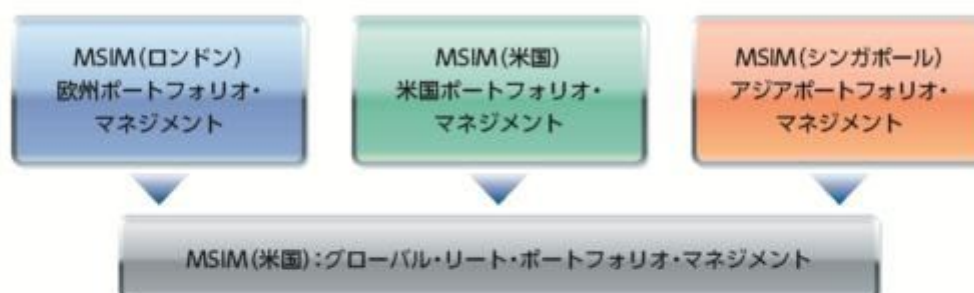 MSIM(ロンドン)
欧州ポートフォリオ・
マネジメント
MSIM(米国)
米国ポートフォリオ・
マネジメント
MSIM(シンガポール)
アジアポートフォリオ・
マネジメント
MSIM(米国):グローバル・リート・ポートフォリオ・マネジメント